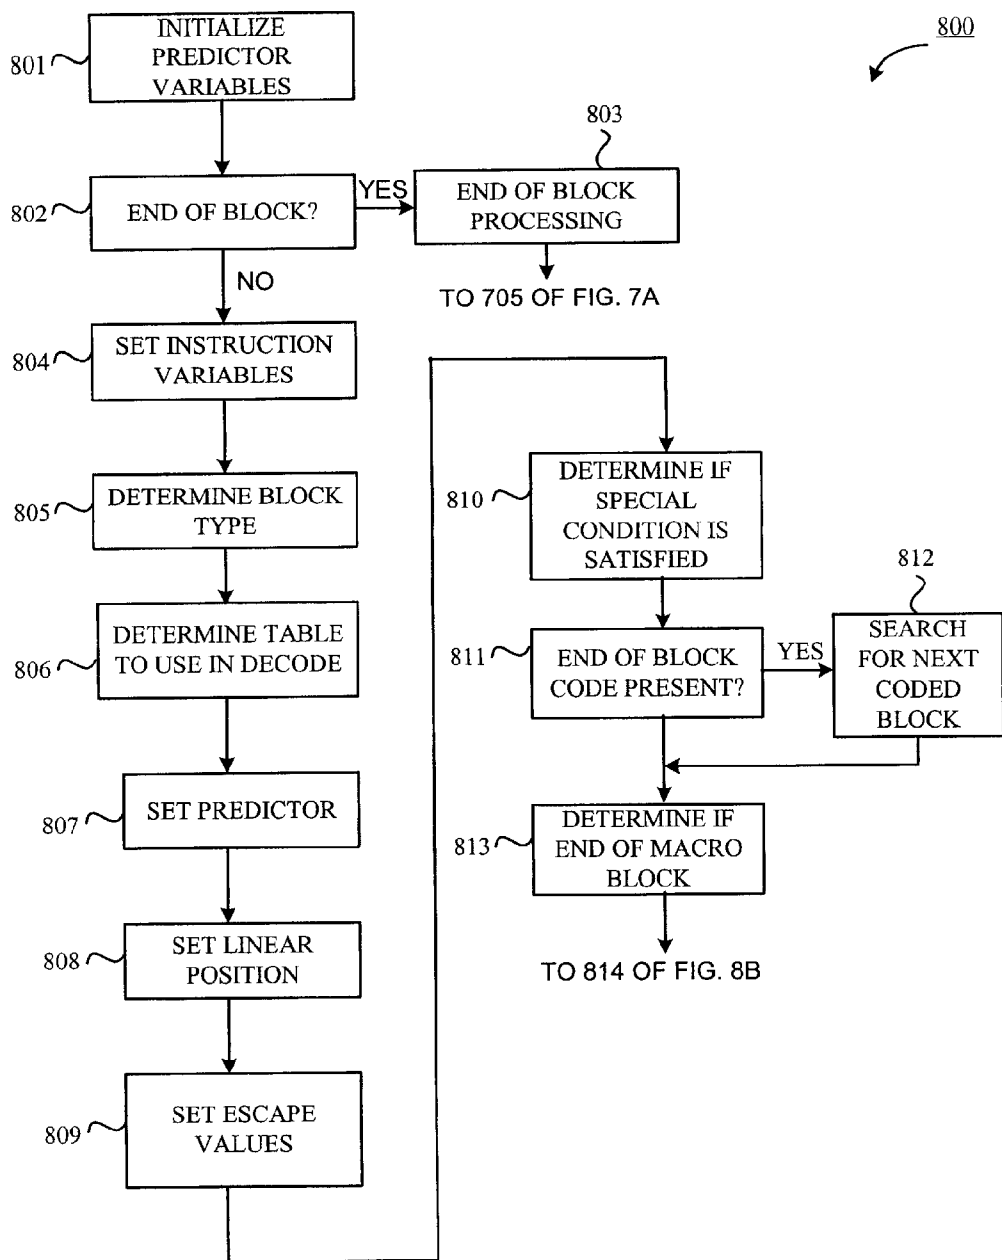 800
801
INITIALIZE
PREDICTOR
VARIABLES
802
END OF BLOCK?
YES
803
END OF BLOCK
PROCESSING
TO 705 OF FIG. 7A
NO
804
SET INSTRUCTION
VARIABLES
805
DETERMINE BLOCK
TYPE
806
DETERMINE TABLE
TO USE IN DECODE
807
SET PREDICTOR
808
SET LINEAR
POSITION
809
SET ESCAPE
VALUES
810
DETERMINE IF
SPECIAL
CONDITION IS
SATISFIED
811
END OF BLOCK
CODE PRESENT?
YES
812
SEARCH
FOR NEXT
CODED
BLOCK
813
DETERMINE IF
END OF MACRO
BLOCK
TO 814 OF FIG. 8B